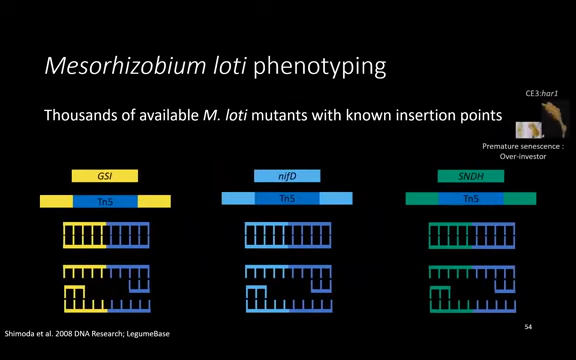 Mesorhizobium loti phenotyping
Thousands of available M. loti mutants with known insertion points
CE3:har1
Premature senescence :
Over-investor
GSI
nifD
SNDH
Tn5
Tn5
Tn5
54
Shimoda et al. 2008 DNA Research; LegumeBase